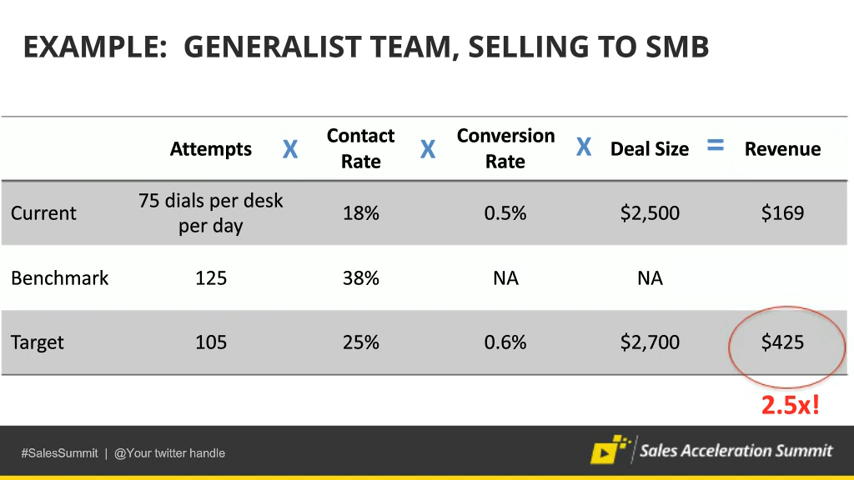 EXAMPLE: GENERALIST TEAM, SELLING TO SMB
Attempts X Contact Rate X Conversion Rate X Deal Size = Revenue
Current 75 dials per desk per day 18% 0.5% $2,500 $169
Benchmark 125 38% NA NA
Target 105 25% 0.6% $2,700 $425
2.5x!
#SalesSummit | @Your twitter handle
Sales Acceleration Summit